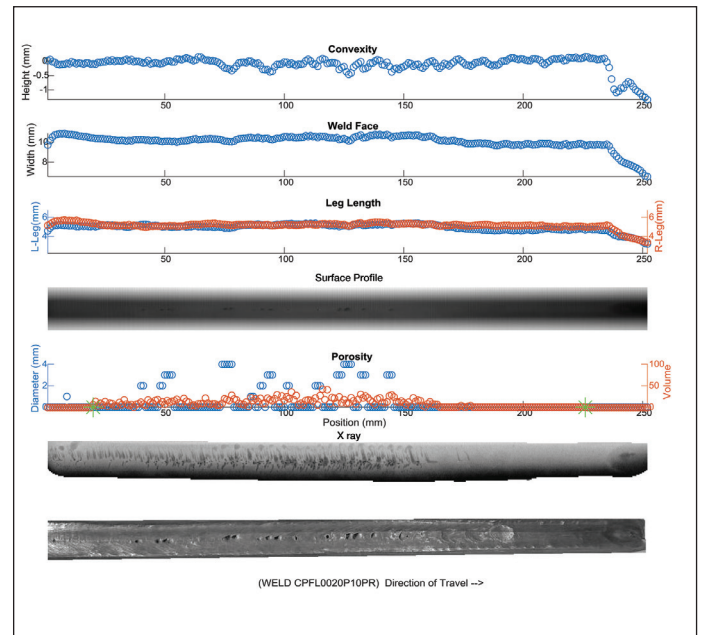 Convexity
Height (mm)
0
-0.5
-1
50 100 150 200 250
Weld Face
Width (mm)
10
8
50 100 150 200 250
Leg Length
L-Leg(mm)
6
4
R-Leg(mm)
6
4
50 100 150 200 250
Surface Profile
Porosity
Diameter (mm)
4
2
Volume
100
50
0
50 100 150 200 250
Position (mm)
X ray
(WELD CPFL0020P10PR) Direction of Travel -->